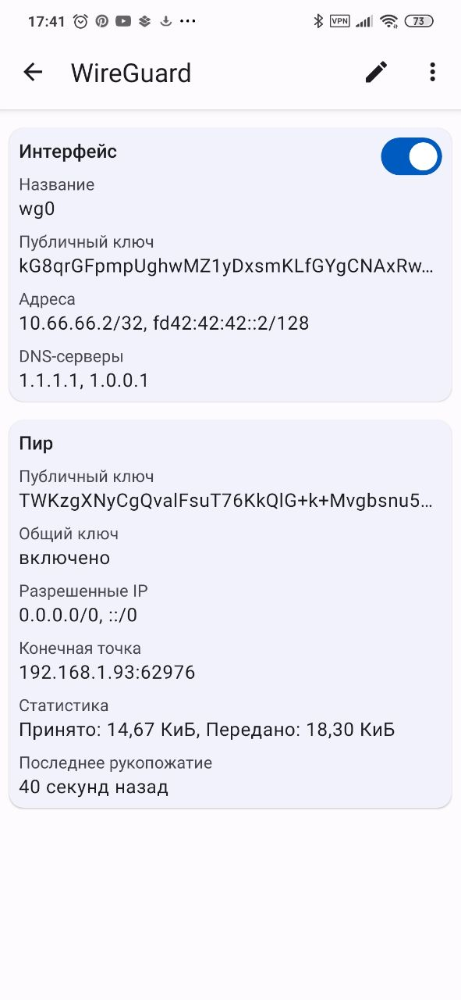 17:41
VPN
73
WireGuard
Интерфейс
Название
wg0
Публичный ключ
kG8qrGFpmpUghwMZ1yDxsmKLfGYgCNAxRw...
Адреса
10.66.66.2/32, fd42:42:42::2/128
DNS-серверы
1.1.1.1, 1.0.0.1
Пир
Публичный ключ
TWKzgXNyCgQvalFsuT76KkQlG+k+Mvgbsnu5...
Общий ключ
включено
Разрешенные IP
0.0.0.0/0, ::/0
Конечная точка
192.168.1.93:62976
Статистика
Принято: 14,67 КиБ, Передано: 18,30 КиБ
Последнее рукопожатие
40 секунд назад